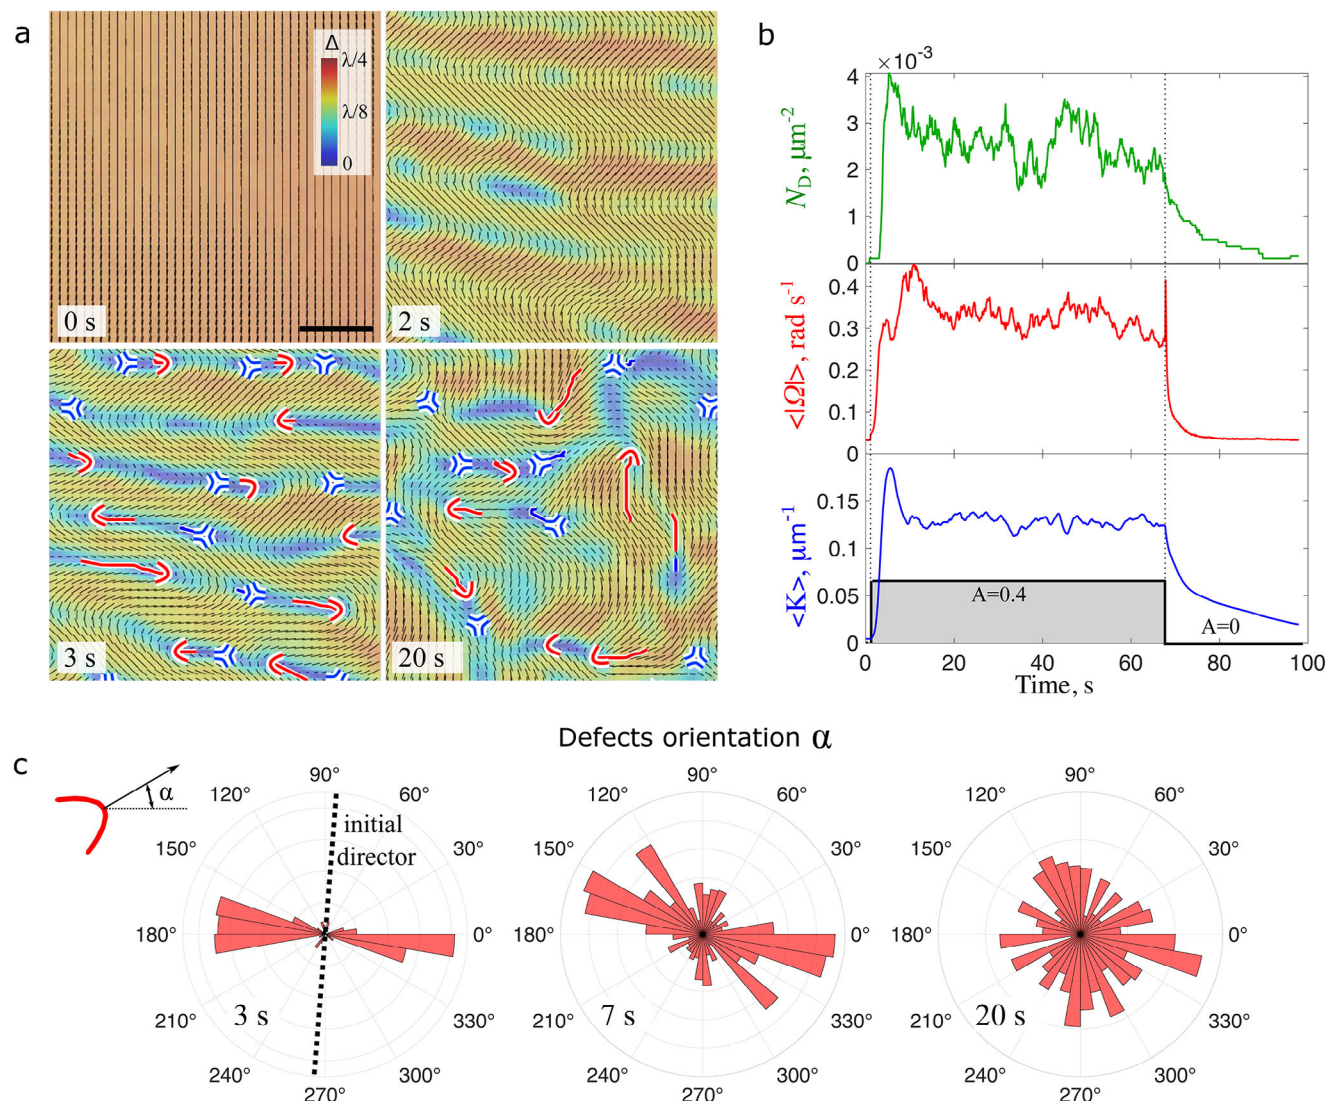 a
Δ
λ/4
λ/8
0
0 s
2 s
3 s
20 s
b
×10⁻³
4
3
2
1
0
N_D, μm⁻²
0.4
0.3
0.2
0.1
0
<|Ω|>, rad s⁻¹
0.15
0.1
0.05
0
<K>, μm⁻¹
A=0.4
A=0
0 20 40 60 80 100
Time, s
Defects orientation α
c
α
90°
120° 60°
150° 30°
180° 0°
210° 330°
240° 300°
270°
initial
director
3 s
90°
120° 60°
150° 30°
180° 0°
210° 330°
240° 300°
270°
7 s
90°
120° 60°
150° 30°
180° 0°
210° 330°
240° 300°
270°
20 s